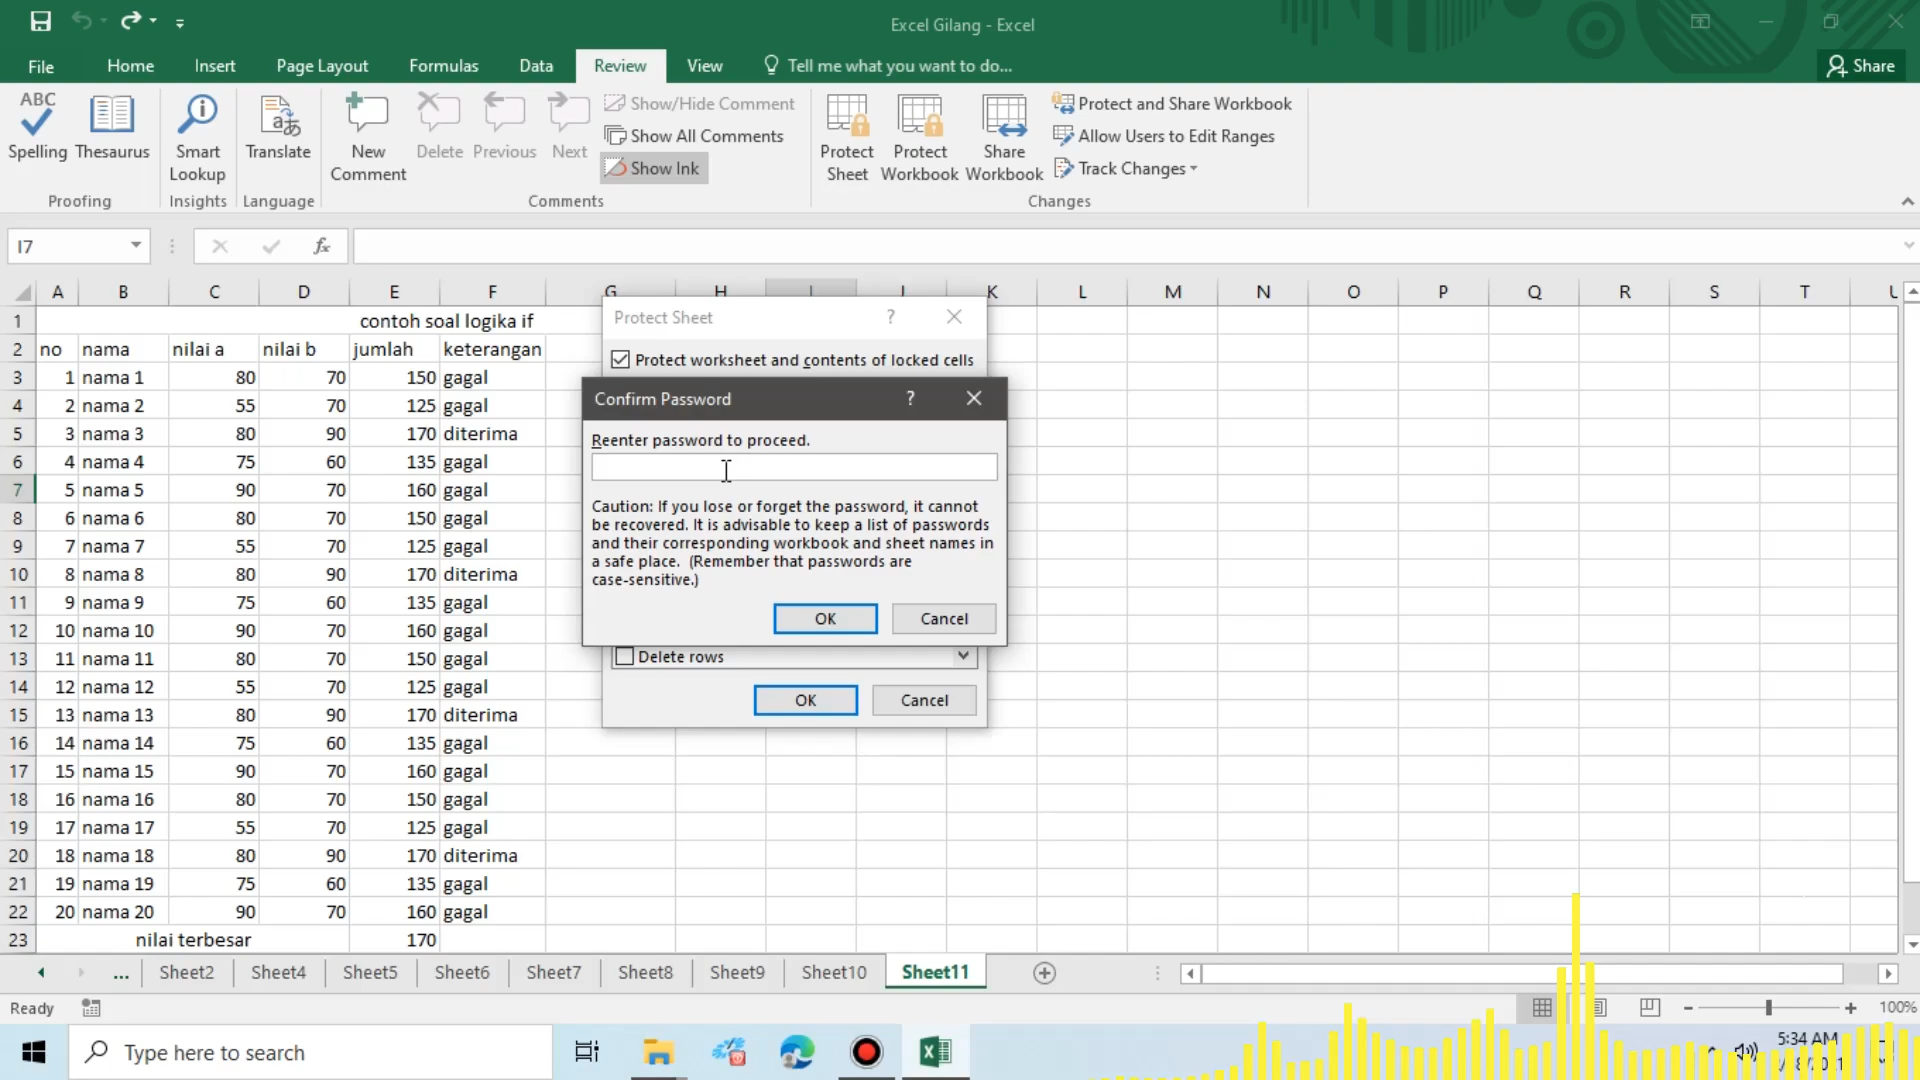 Excel Gilang - Excel
File Home Insert Page Layout Formulas Data Review View Tell me what you want to do... Share
ABC
Spelling Thesaurus Smart Lookup Translate New Comment Delete Previous Next Show/Hide Comment
Show All Comments
Show Ink
Protect Sheet Protect Workbook Share Workbook Protect and Share Workbook
Allow Users to Edit Ranges
Track Changes
Proofing Insights Language Comments Changes
I7 fx
A B C D E F G H I J K L M N O P Q R S T U
1 contoh soal logika if
2 no nama nilai a nilai b jumlah keterangan
3 1 nama 1 80 70 150 gagal
4 2 nama 2 55 70 125 gagal
5 3 nama 3 80 90 170 diterima
6 4 nama 4 75 60 135 gagal
7 5 nama 5 90 70 160 gagal
8 6 nama 6 80 70 150 gagal
9 7 nama 7 55 70 125 gagal
10 8 nama 8 80 90 170 diterima
11 9 nama 9 75 60 135 gagal
12 10 nama 10 90 70 160 gagal
13 11 nama 11 80 70 150 gagal
14 12 nama 12 55 70 125 gagal
15 13 nama 13 80 90 170 diterima
16 14 nama 14 75 60 135 gagal
17 15 nama 15 90 70 160 gagal
18 16 nama 16 80 70 150 gagal
19 17 nama 17 55 70 125 gagal
20 18 nama 18 80 90 170 diterima
21 19 nama 19 75 60 135 gagal
22 20 nama 20 90 70 160 gagal
23 nilai terbesar 170
Protect Sheet ?
Protect worksheet and contents of locked cells
Confirm Password ?
Reenter password to proceed.
Caution: If you lose or forget the password, it cannot
be recovered. It is advisable to keep a list of passwords
and their corresponding workbook and sheet names in
a safe place. (Remember that passwords are
case-sensitive.)
OK Cancel
Delete rows
OK Cancel
... Sheet2 Sheet4 Sheet5 Sheet6 Sheet7 Sheet8 Sheet9 Sheet10 Sheet11
Ready 100%
Type here to search 5:34 AM